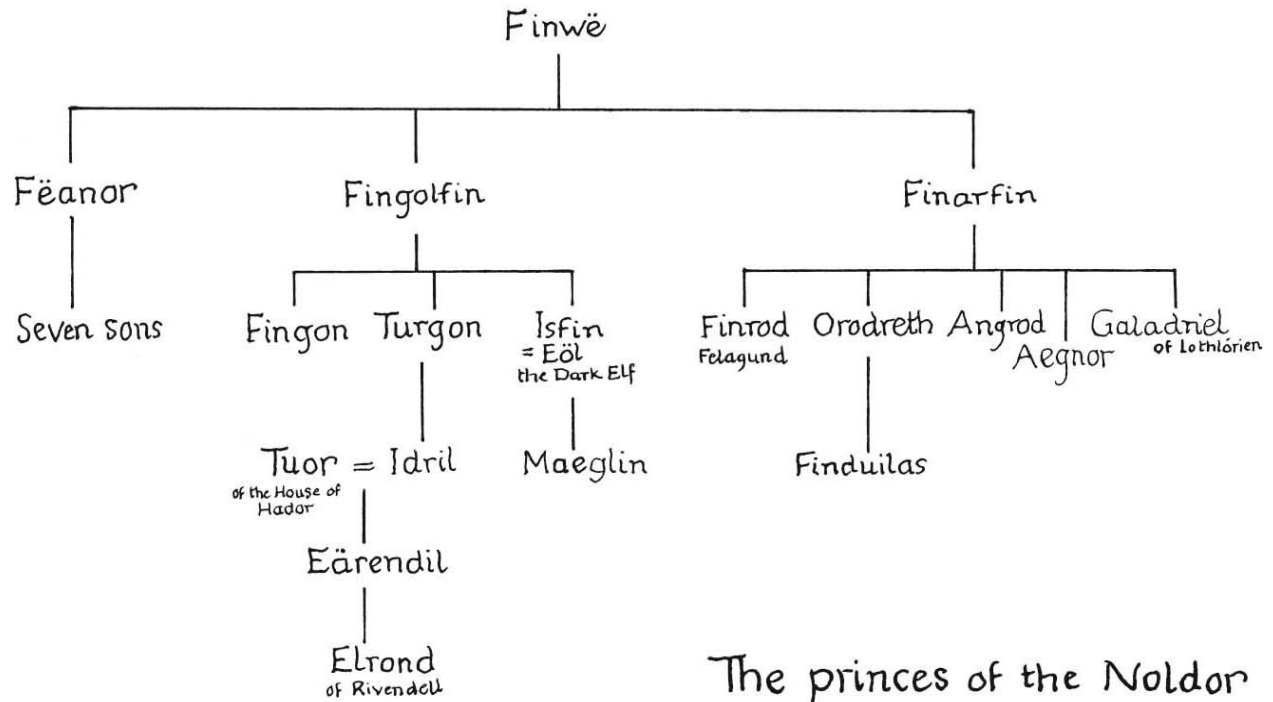 Finwë
Fëanor Fingolfin Finarfin
Seven sons Fingon Turgon Isfin Finrod Orodreth Angrod Galadriel
= Eöl Felagund Aegnor of Lothlórien
the Dark Elf
Tuor = Idril Maeglin Finduilas
of the House of
Hador
Eärendil
Elrond
of Rivendell
The princes of the Noldor